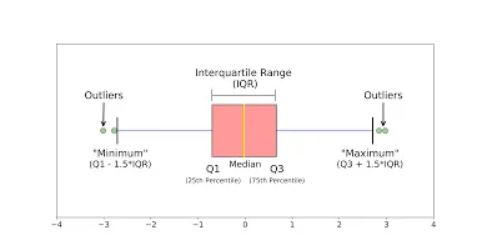 Interquartile Range
(IQR)
Outliers
Outliers
"Minimum"
(Q1 - 1.5*IQR)
Q1
(25th Percentile)
Median
Q3
(75th Percentile)
"Maximum"
(Q3 + 1.5*IQR)
−4 −3 −2 −1 0 1 2 3 4